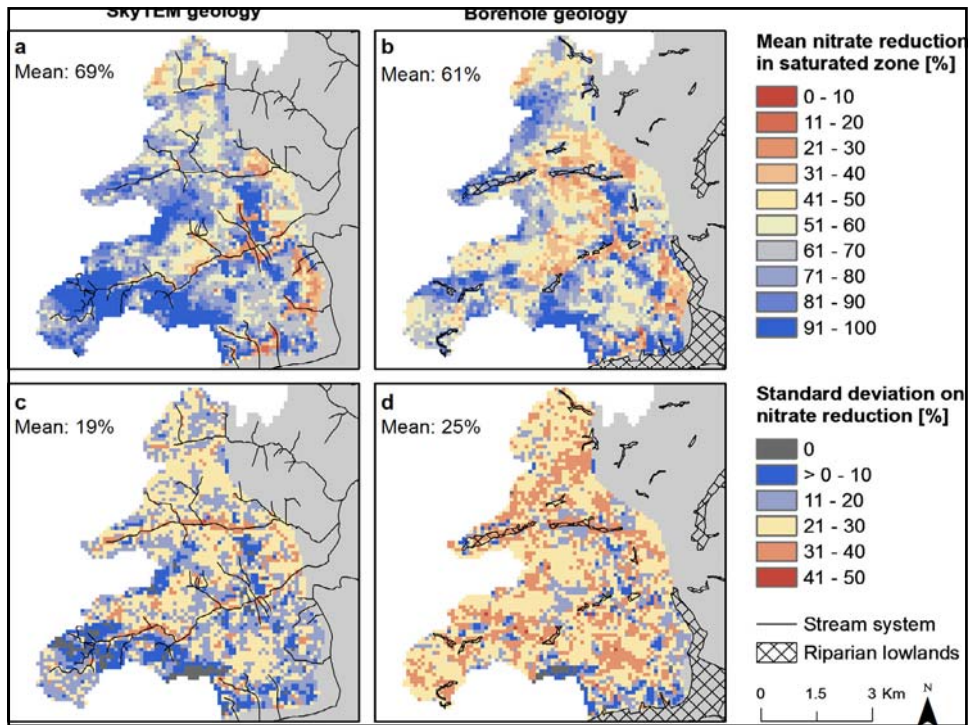 SkyTEM geology
Borehole geology
a
Mean: 69%
b
Mean: 61%
c
Mean: 19%
d
Mean: 25%
Mean nitrate reduction
in saturated zone [%]
0 - 10
11 - 20
21 - 30
31 - 40
41 - 50
51 - 60
61 - 70
71 - 80
81 - 90
91 - 100
Standard deviation on
nitrate reduction [%]
0
> 0 - 10
11 - 20
21 - 30
31 - 40
41 - 50
Stream system
Riparian lowlands
0 1.5 3 Km
N